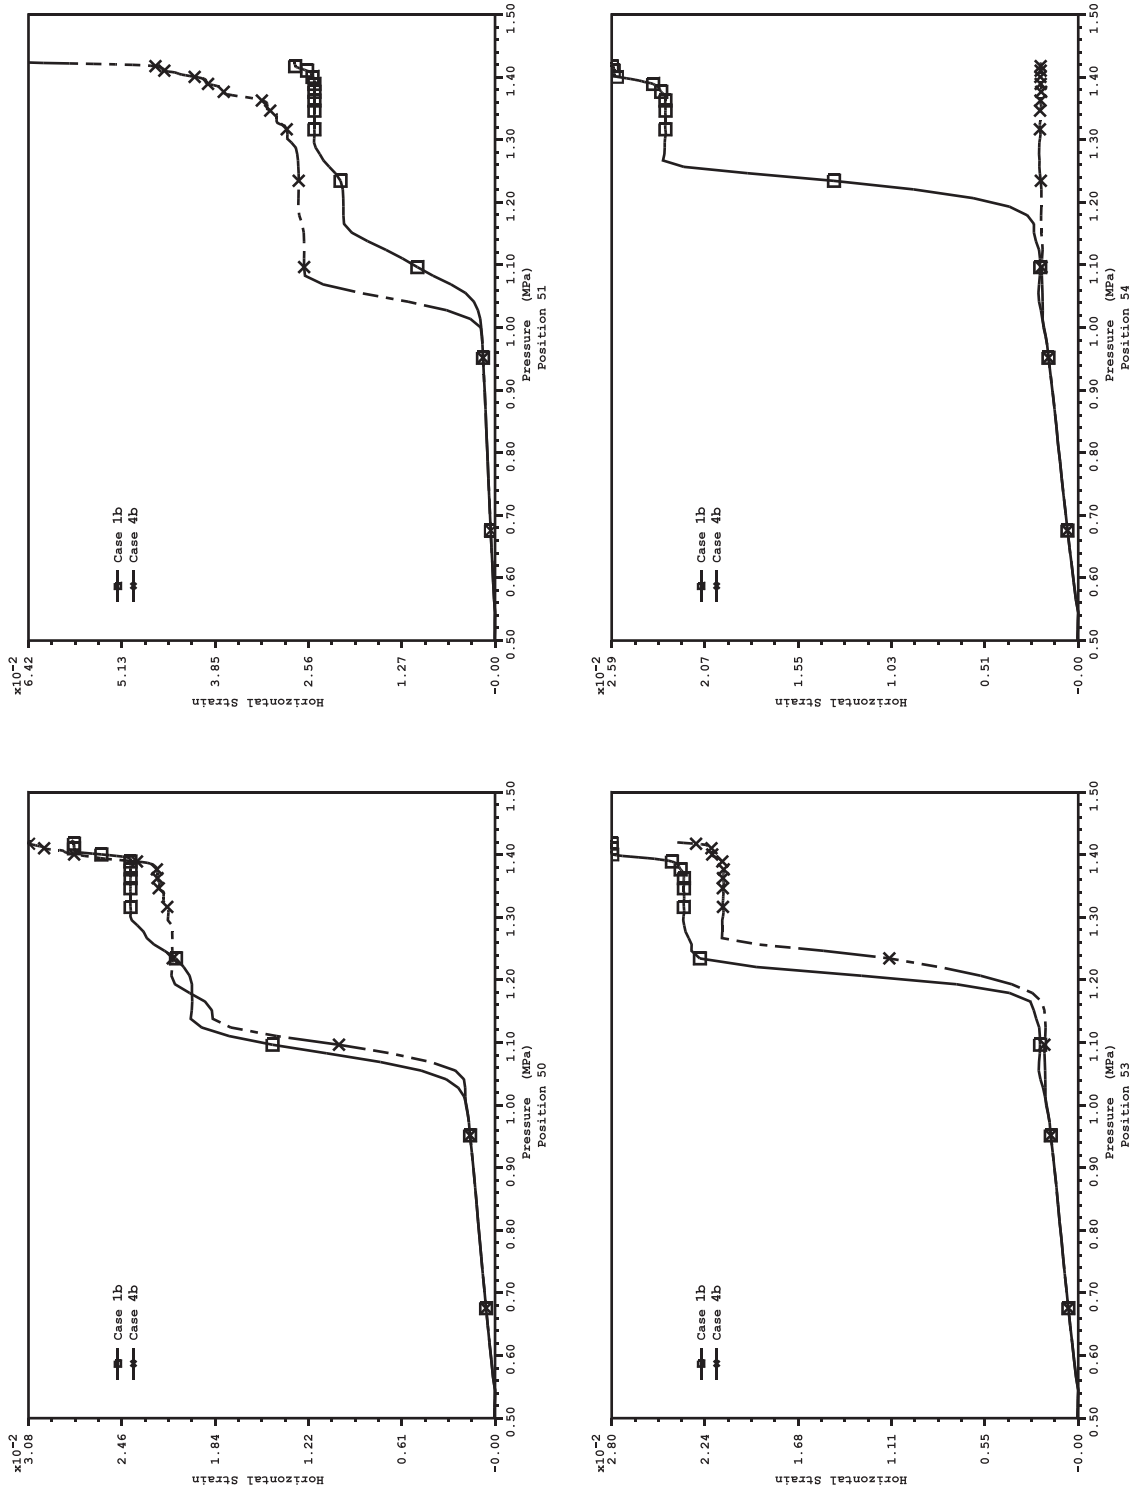 x10-2
6.42
5.13
3.85
2.56
1.27
-0.00
Horizontal Strain
0.50
0.60
0.70
0.80
0.90
1.00
1.10
1.20
1.30
1.40
1.50
Pressure (MPa)
Position 51
Case 1b
Case 4b
x10-2
2.59
2.07
1.55
1.03
0.51
-0.00
Horizontal Strain
0.50
0.60
0.70
0.80
0.90
1.00
1.10
1.20
1.30
1.40
1.50
Pressure (MPa)
Position 54
Case 1b
Case 4b
x10-2
3.08
2.46
1.84
1.22
0.61
-0.00
Horizontal Strain
0.50
0.60
0.70
0.80
0.90
1.00
1.10
1.20
1.30
1.40
1.50
Pressure (MPa)
Position 50
Case 1b
Case 4b
x10-2
2.80
2.24
1.68
1.11
0.55
-0.00
Horizontal Strain
0.50
0.60
0.70
0.80
0.90
1.00
1.10
1.20
1.30
1.40
1.50
Pressure (MPa)
Position 53
Case 1b
Case 4b